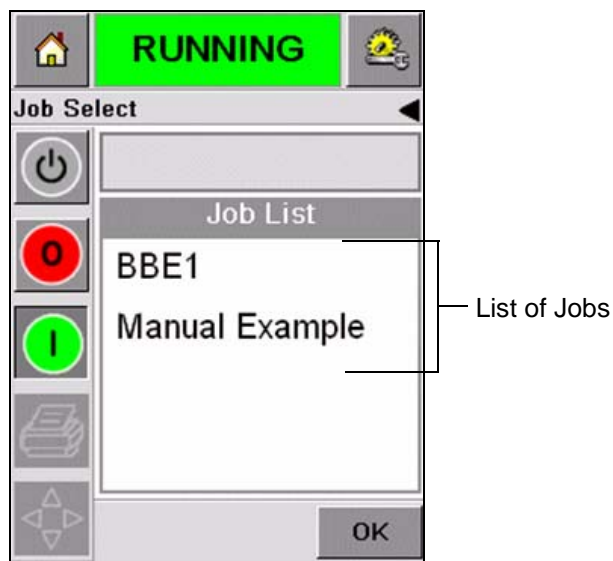 RUNNING
Job Select
Job List
O
BBE1
Manual Example
List of Jobs
I
OK